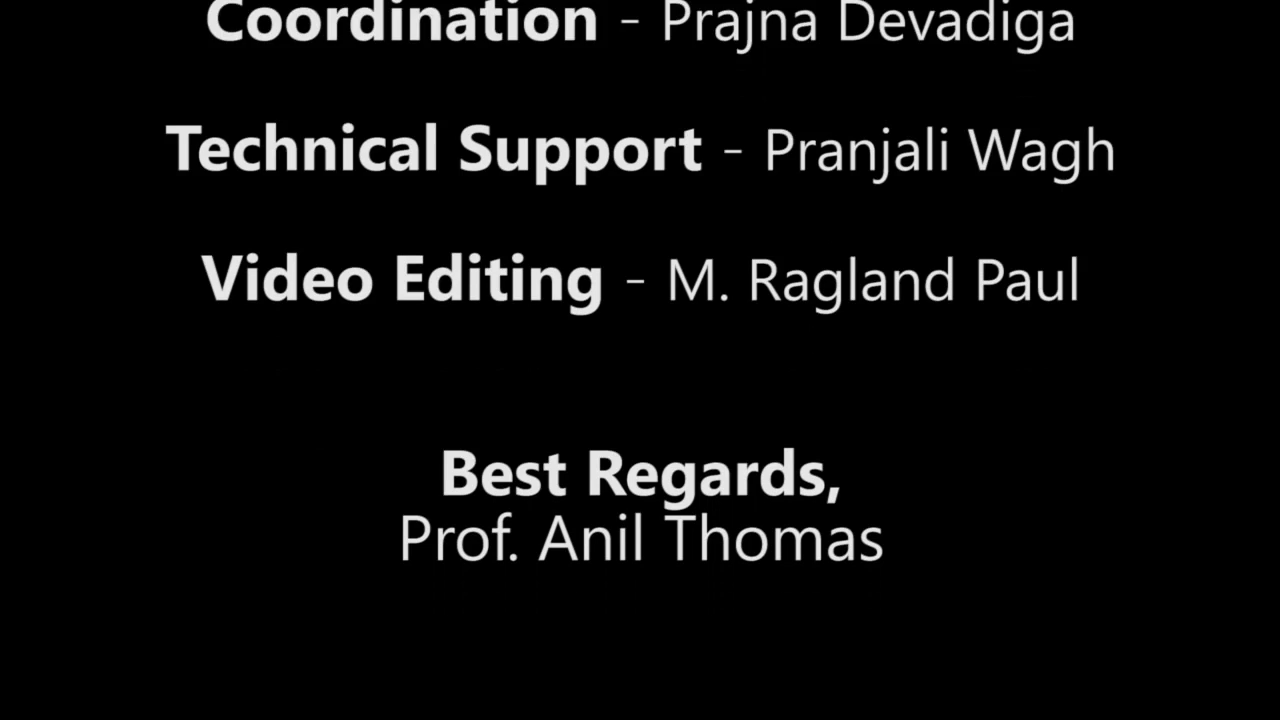 Coordination - Prajna Devadiga
Technical Support - Pranjali Wagh
Video Editing - M. Ragland Paul
Best Regards,
Prof. Anil Thomas